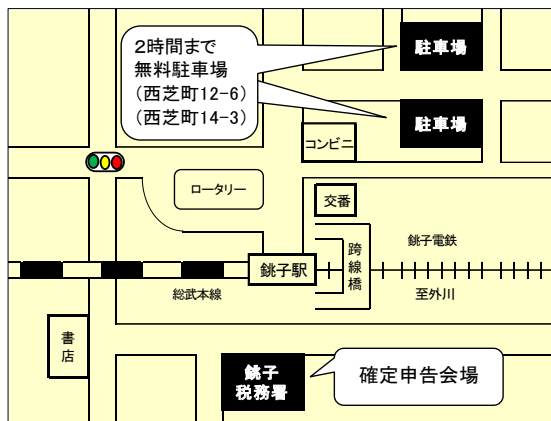 2時間まで
無料駐車場
（西芝町12-6）
（西芝町14-3）
駐車場
駐車場
コンビニ
ロータリー
交番
銚子電鉄
跨線橋
銚子駅
総武本線
至外川
書店
銚子
税務署
確定申告会場